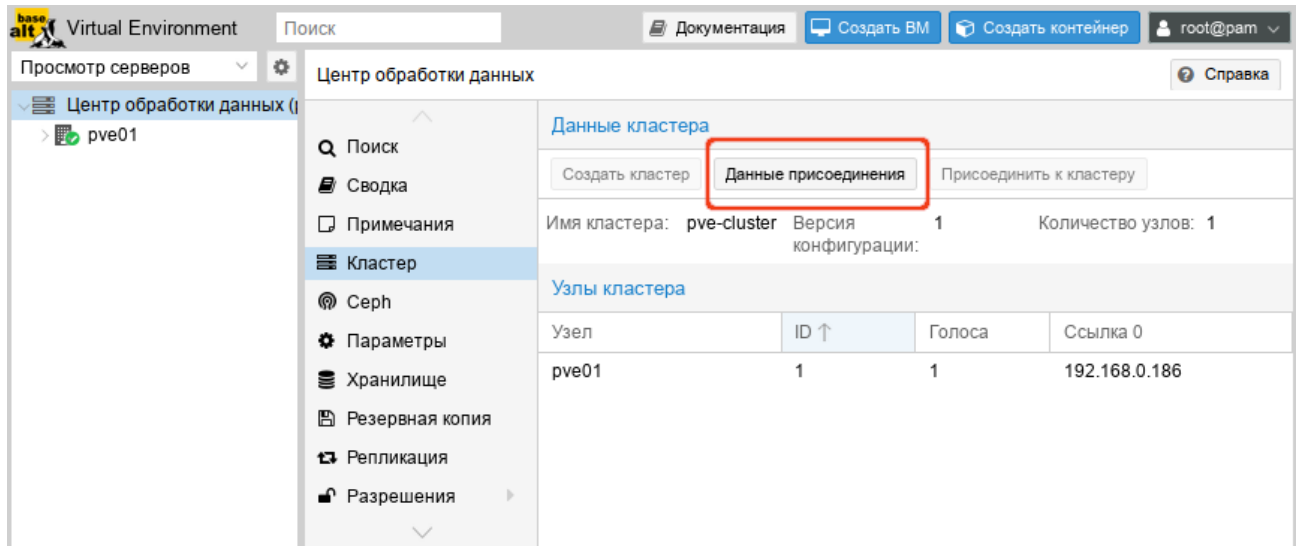 base alt Virtual Environment Поиск Документация Создать ВМ Создать контейнер root@pam
Просмотр серверов
Центр обработки данных (
pve01
Центр обработки данных Справка
Поиск
Сводка
Примечания
Кластер
Ceph
Параметры
Хранилище
Резервная копия
Репликация
Разрешения
Данные кластера
Создать кластер Данные присоединения Присоединить к кластеру
Имя кластера: pve-cluster Версия конфигурации: 1 Количество узлов: 1
Узлы кластера
Узел ID ↑ Голоса Ссылка 0
pve01 1 1 192.168.0.186